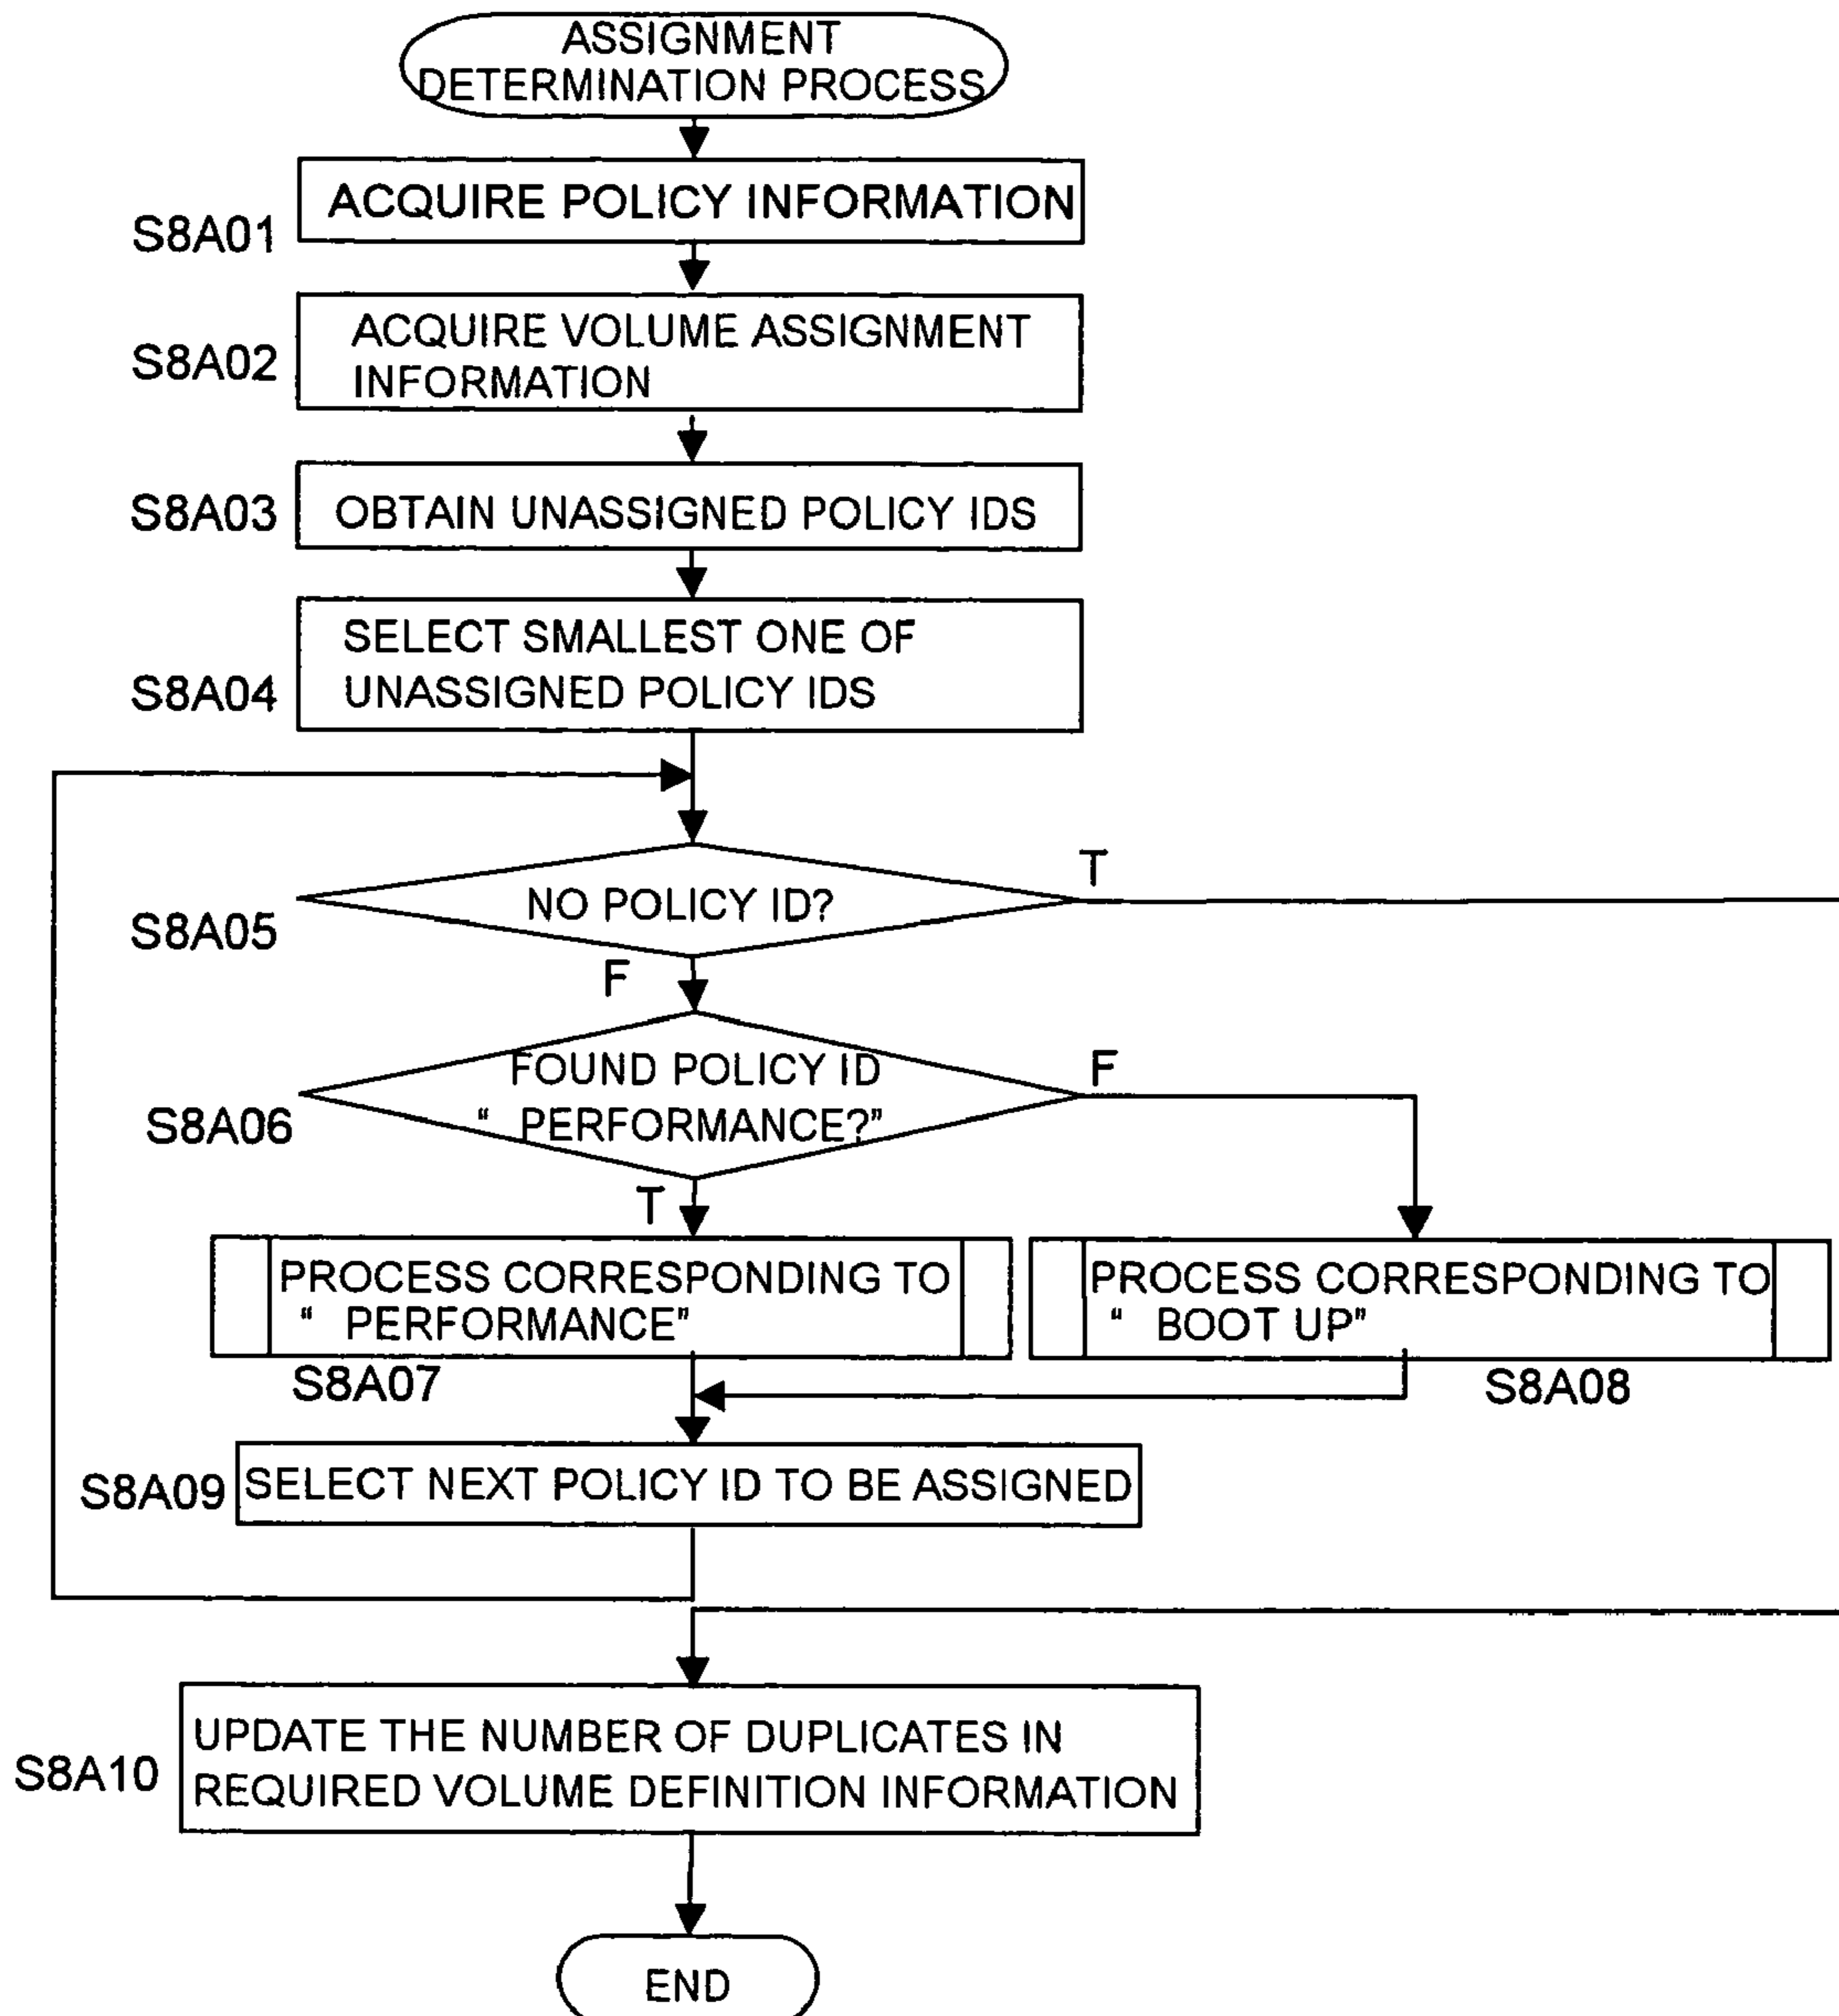 ASSIGNMENT
DETERMINATION PROCESS
ACQUIRE POLICY INFORMATION
S8A01
ACQUIRE VOLUME ASSIGNMENT
INFORMATION
S8A02
S8A03
OBTAIN UNASSIGNED POLICY IDS
SELECT SMALLEST ONE OF
UNASSIGNED POLICY IDS
S8A04
T
NO POLICY ID?
S8A05
F
FOUND POLICY ID
" PERFORMANCE?"
F
S8A06
T
PROCESS CORRESPONDING TO
" PERFORMANCE"
PROCESS CORRESPONDING TO
" BOOT UP"
S8A07
S8A08
S8A09
SELECT NEXT POLICY ID TO BE ASSIGNED
UPDATE THE NUMBER OF DUPLICATES IN
REQUIRED VOLUME DEFINITION INFORMATION
S8A10
END